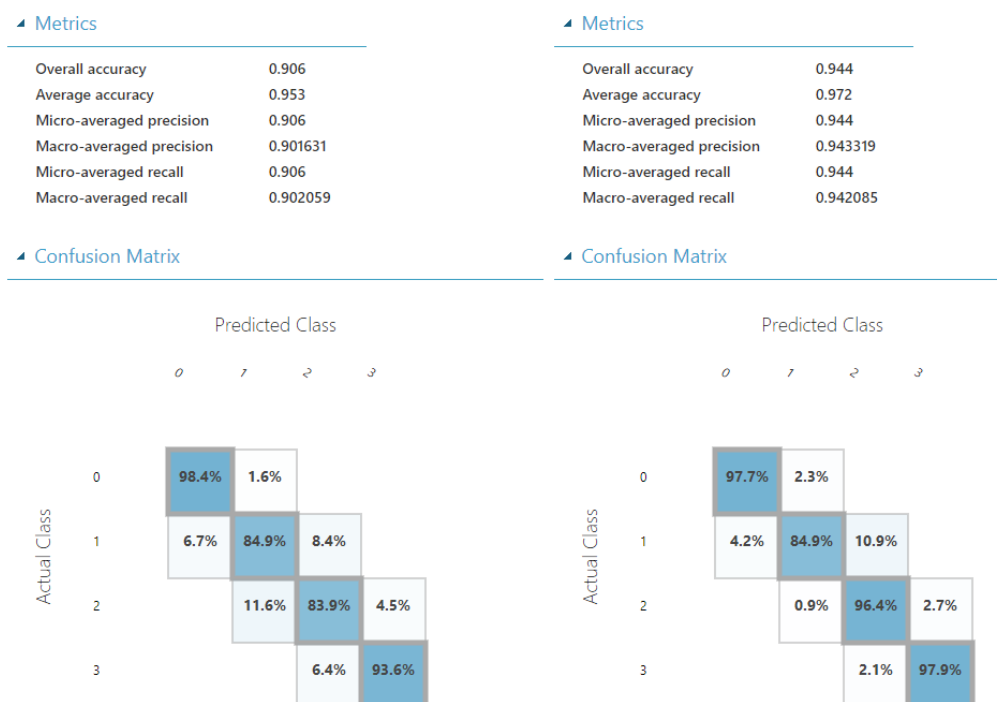 Metrics
Overall accuracy 0.906
Average accuracy 0.953
Micro-averaged precision 0.906
Macro-averaged precision 0.901631
Micro-averaged recall 0.906
Macro-averaged recall 0.902059
Confusion Matrix
Predicted Class
0 1 2 3
Actual Class
0 98.4% 1.6%
1 6.7% 84.9% 8.4%
2 11.6% 83.9% 4.5%
3 6.4% 93.6%
Metrics
Overall accuracy 0.944
Average accuracy 0.972
Micro-averaged precision 0.944
Macro-averaged precision 0.943319
Micro-averaged recall 0.944
Macro-averaged recall 0.942085
Confusion Matrix
Predicted Class
0 1 2 3
Actual Class
0 97.7% 2.3%
1 4.2% 84.9% 10.9%
2 0.9% 96.4% 2.7%
3 2.1% 97.9%